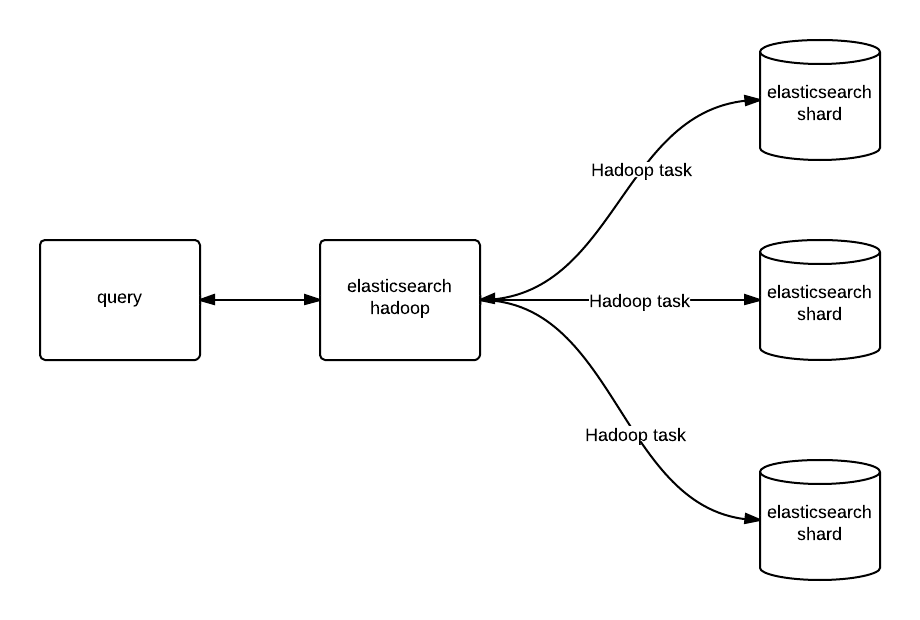 query
elasticsearch
hadoop
Hadoop task
elasticsearch
shard
Hadoop task
elasticsearch
shard
Hadoop task
elasticsearch
shard